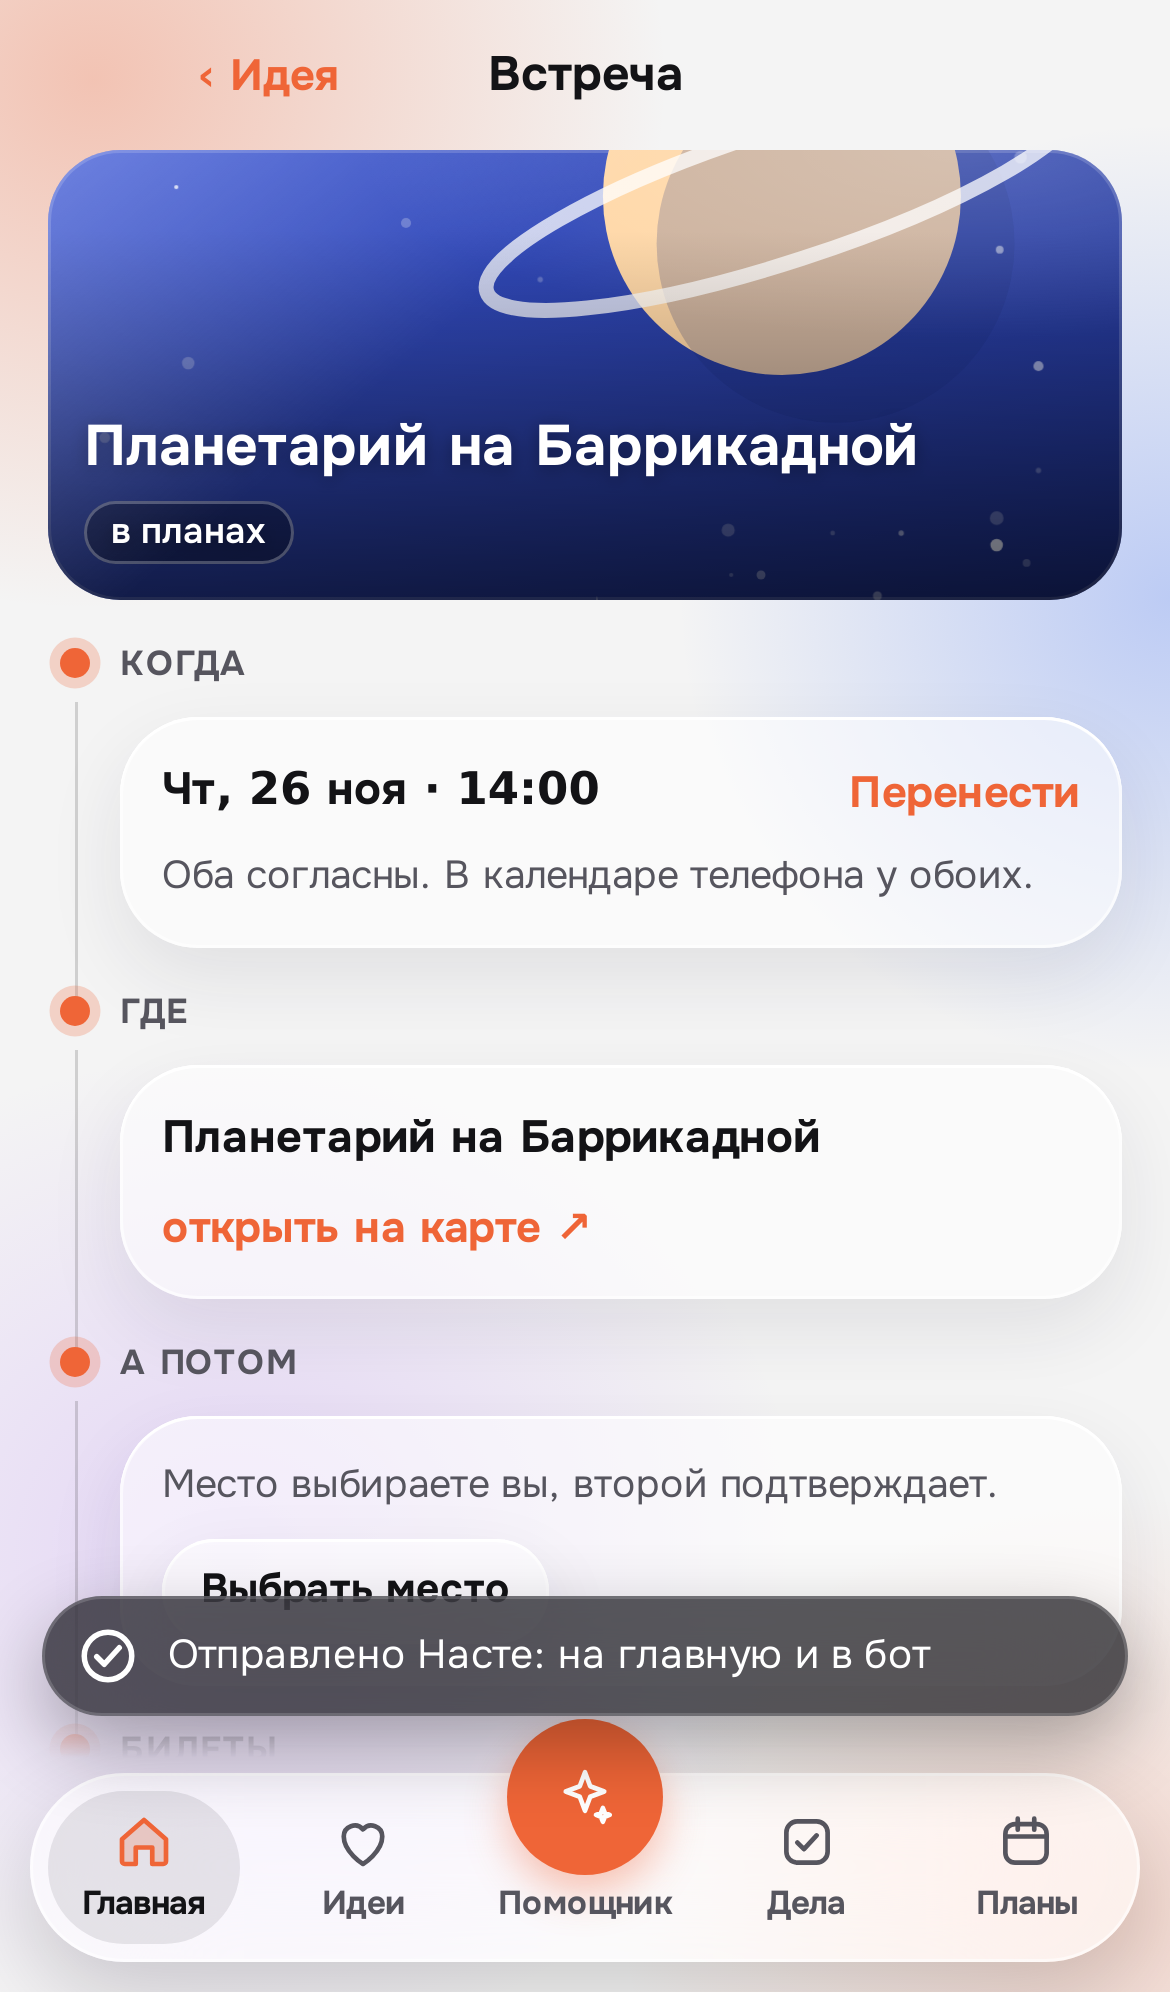 ‹ Идея
Встреча
Планетарий на Баррикадной
в планах
КОГДА
Чт, 26 ноя · 14:00
Перенести
Оба согласны. В календаре телефона у обоих.
ГДЕ
Планетарий на Баррикадной
открыть на карте ↗
А ПОТОМ
Место выбираете вы, второй подтверждает.
Выбрать место
Отправлено Насте: на главную и в бот
БИЛЕТЫ
Главная
Идеи
Помощник
Дела
Планы